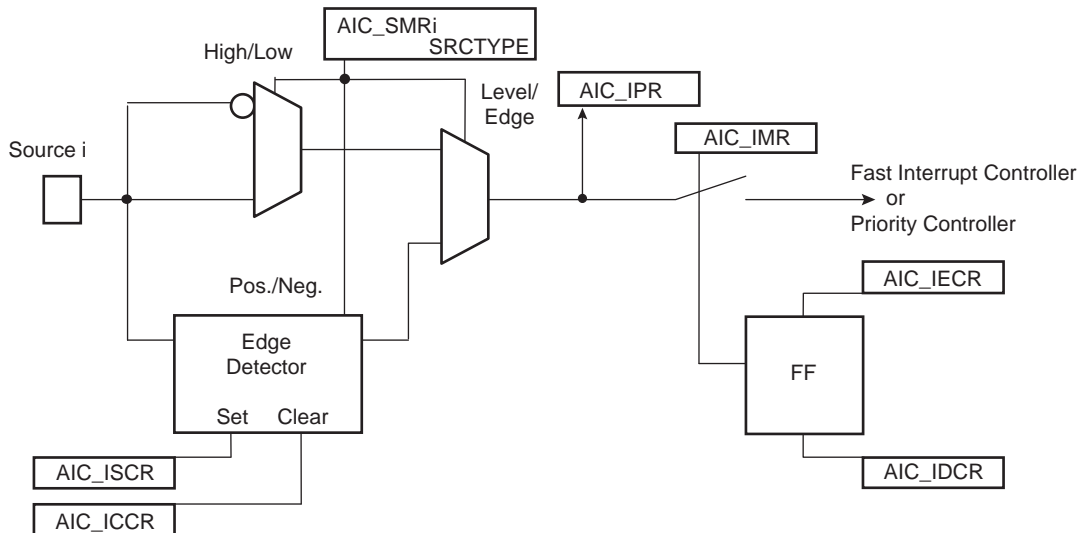 AIC_SMRi
SRCTYPE
High/Low
Level/
Edge
AIC_IPR
AIC_IMR
Source i
Fast Interrupt Controller
or
Priority Controller
Pos./Neg.
AIC_IECR
Edge
Detector
FF
Set Clear
AIC_ISCR
AIC_IDCR
AIC_ICCR